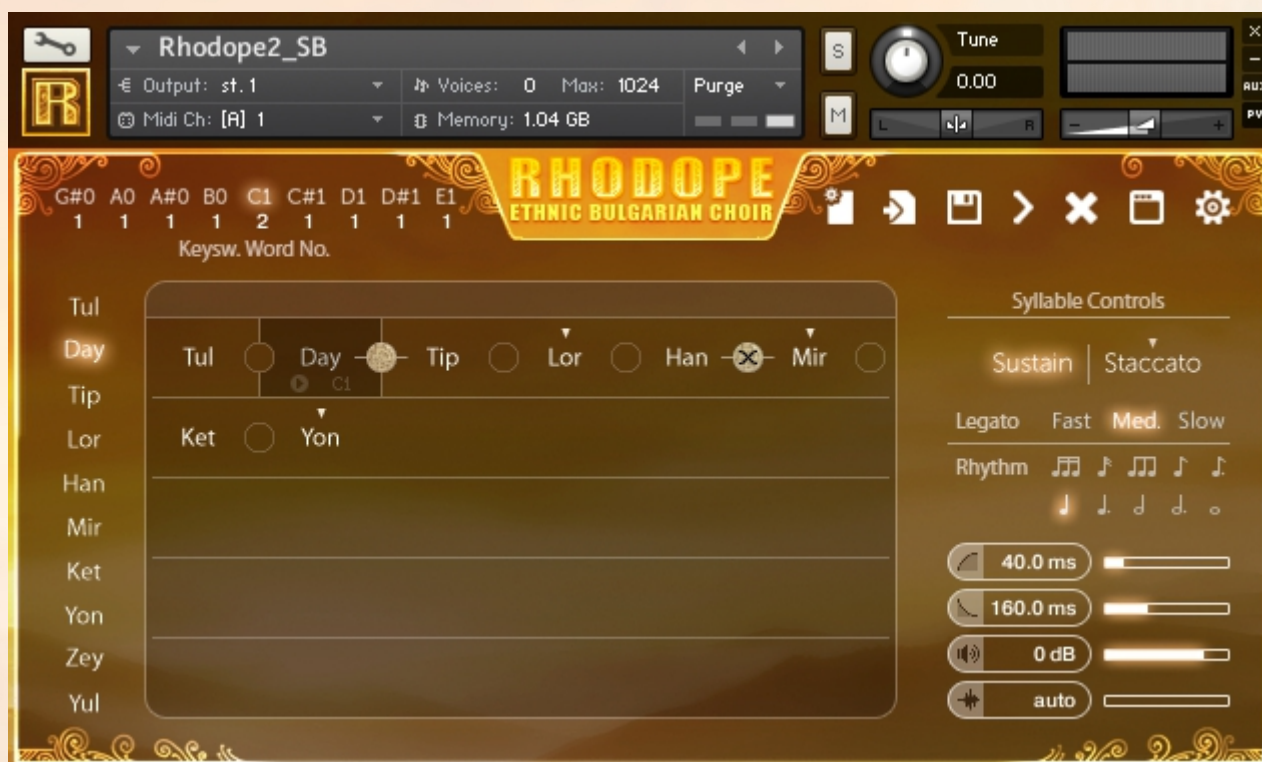 Rhodope2_SB
Output: st.1 Voices: 0 Max: 1024 Purge
Midi Ch: [A] 1 Memory: 1.04 GB
S
M
Tune
0.00
L R
- +
×
-
AUX
PV
R
G#0 A0 A#0 B0 C1 C#1 D1 D#1 E1
1 1 1 1 2 1 1 1 1
Keysw. Word No.
RHODOPE
ETHNIC BULGARIAN CHOIR
Tul
Day
Tip
Lor
Han
Mir
Ket
Yon
Zey
Yul
Tul Day Tip Lor Han Mir
C1
Ket Yon
Syllable Controls
Sustain | Staccato
Legato Fast Med. Slow
Rhythm
40.0 ms
160.0 ms
0 dB
auto